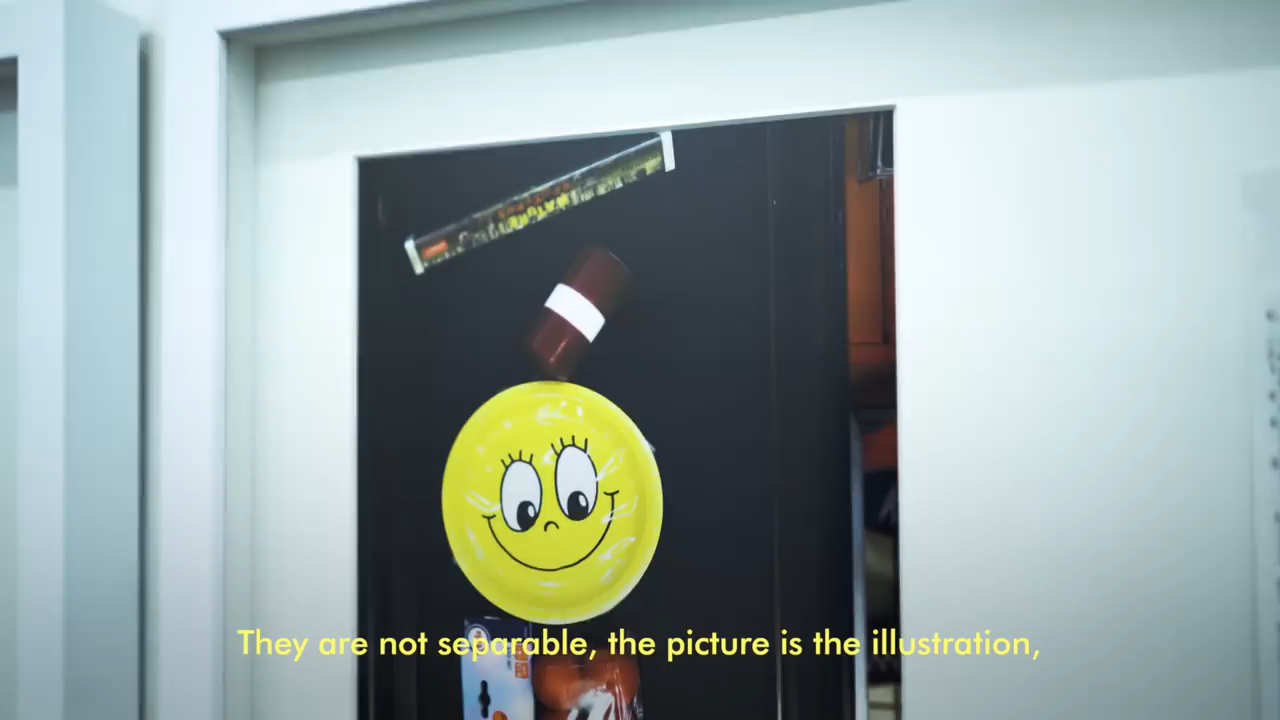 They are not separable, the picture is the illustration,